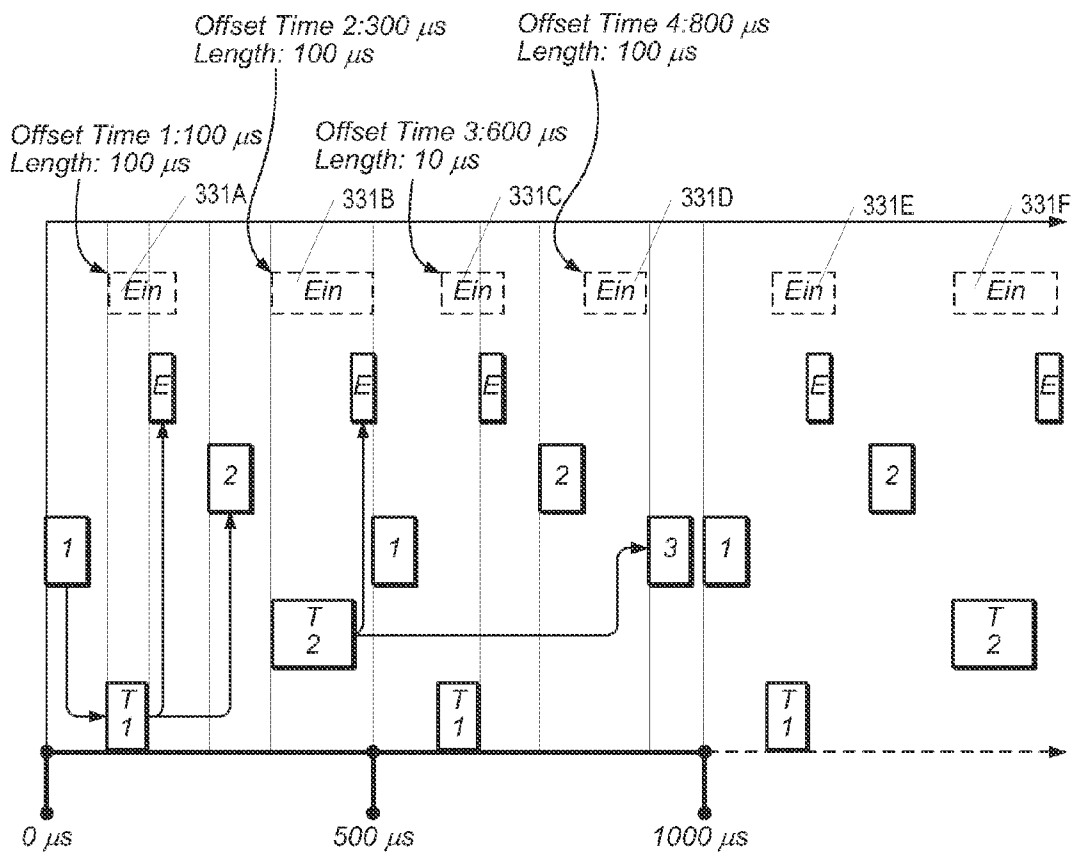 Offset Time 2:300 μs
Length: 100 μs
Offset Time 4:800 μs
Length: 100 μs
Offset Time 1:100 μs
Length: 100 μs
Offset Time 3:600 μs
Length: 10 μs
331A
331B
331C
331D
331E
331F
Ein
Ein
Ein
Ein
Ein
Ein
E
E
E
E
E
2
2
2
1
1
3
1
T
2
T
2
T
1
T
1
T
1
0 μs
500 μs
1000 μs